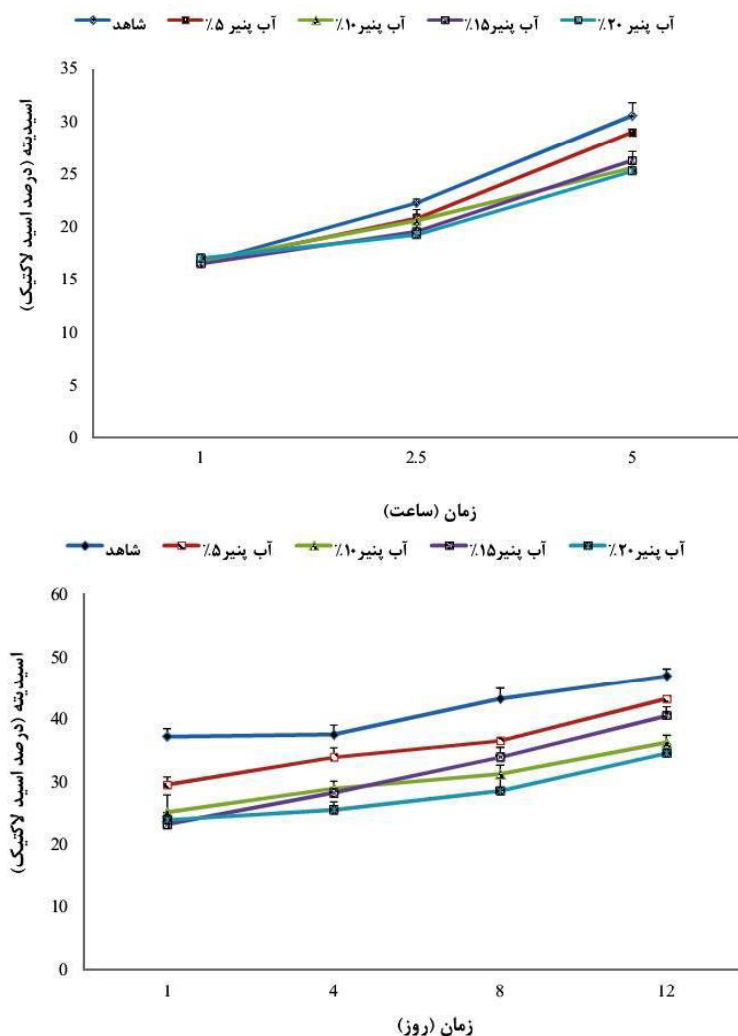 شاهد آب پنیر ۵٪ آب پنیر۱۰٪ آب پنیر۱۵٪ آب پنیر ۲۰٪
اسیدیته (درصد اسید لاکتیک)
35
30
25
20
15
10
5
0
1 2.5 5
زمان (ساعت)
شاهد آب پنیر۵٪ آب پنیر۱۰٪ آب پنیر۱۵٪ آب پنیر۲۰٪
اسیدیته (درصد اسید لاکتیک)
60
50
40
30
20
10
0
1 4 8 12
زمان (روز)